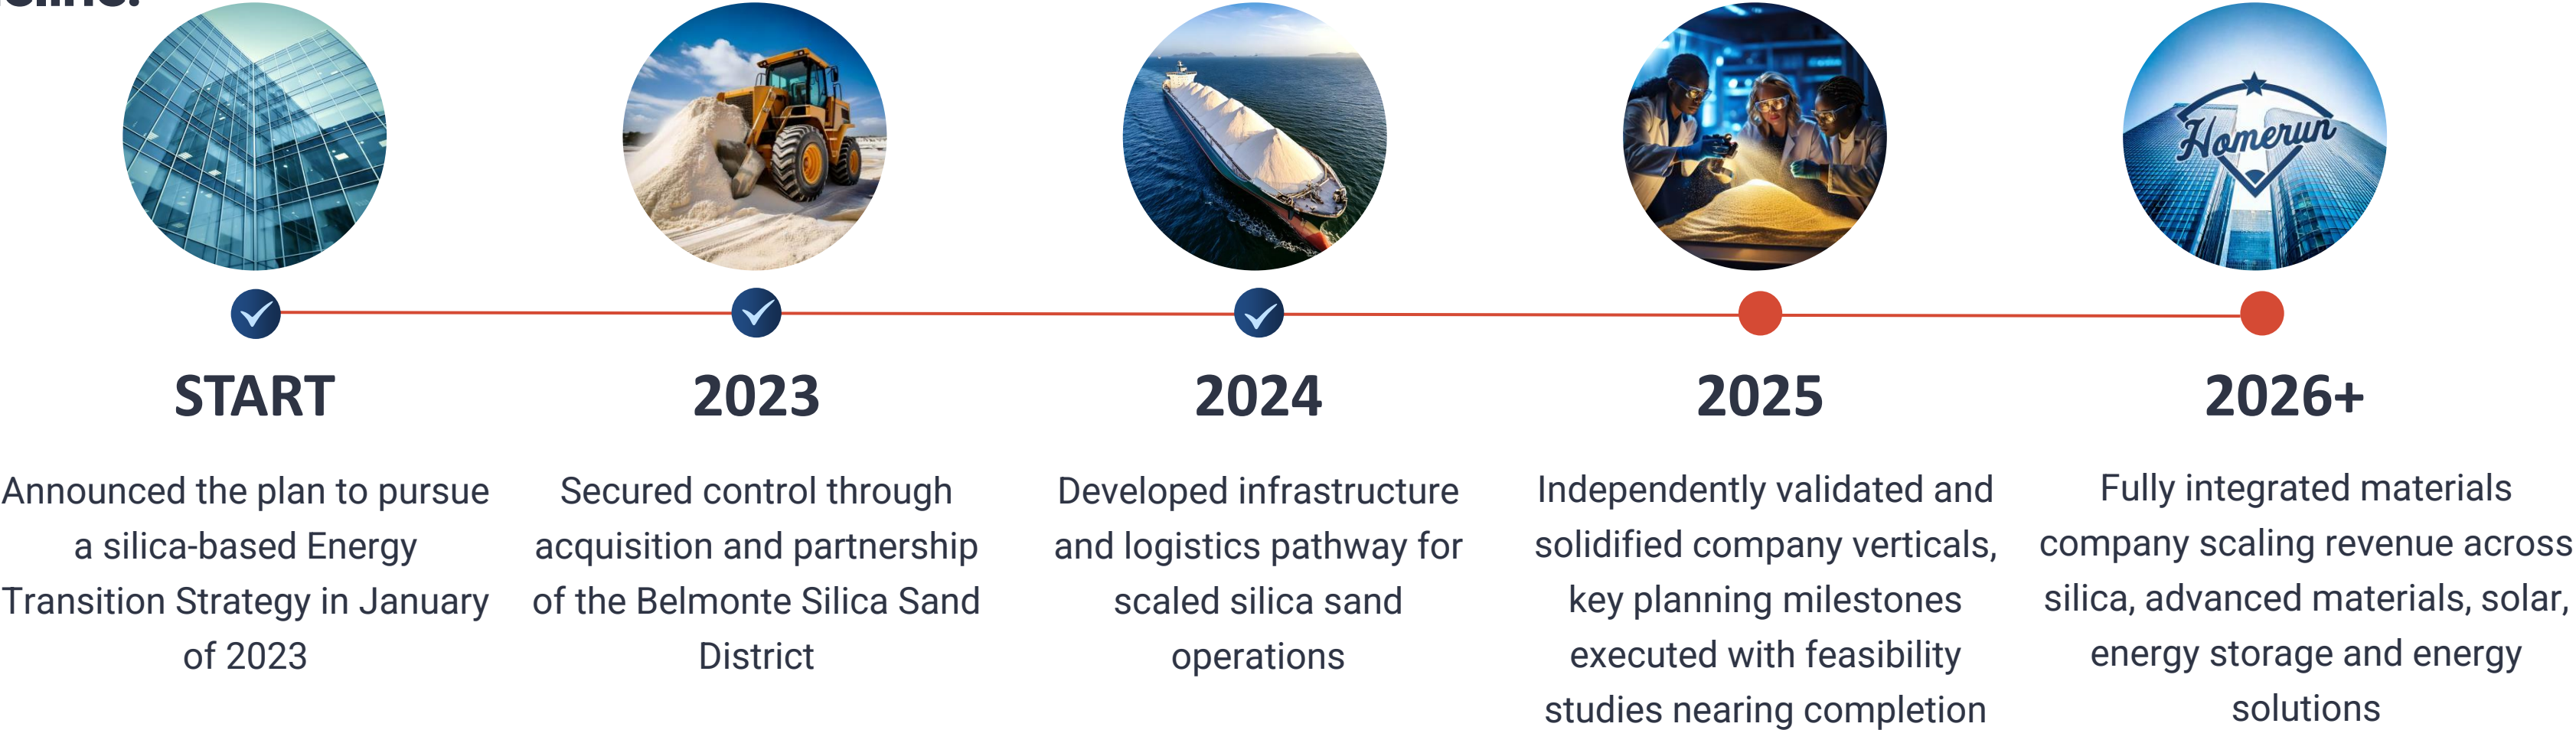 Homerun
START
Announced the plan to pursue
a silica-based Energy
Transition Strategy in January
of 2023
2023
Secured control through
acquisition and partnership
of the Belmonte Silica Sand
District
2024
Developed infrastructure
and logistics pathway for
scaled silica sand
operations
2025
Independently validated and
solidified company verticals,
key planning milestones
executed with feasibility
studies nearing completion
2026+
Fully integrated materials
company scaling revenue across
silica, advanced materials, solar,
energy storage and energy
solutions